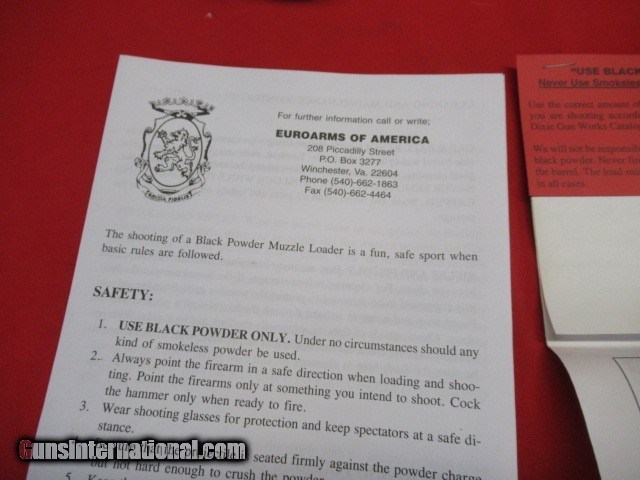 For further information call or write;
EUROARMS OF AMERICA
208 Piccadilly Street
P.O. Box 3277
Winchester, Va. 22604
Phone (540)-662-1863
Fax (540)-662-4464
The shooting of a Black Powder Muzzle Loader is a fun, safe sport when
basic rules are followed.
SAFETY:
1. USE BLACK POWDER ONLY. Under no circumstances should any
kind of smokeless powder be used.
2. Always point the firearm in a safe direction when loading and shoo-
ting. Point the firearms only at something you intend to shoot. Cock
the hammer only when ready to fire.
3. Wear shooting glasses for protection and keep spectators at a safe di-
stance.
seated firmly against the powder charge
but not hard enough to crush the powder
5.
"USE BLACK
Never Use Smokeless
Use the correct amount
you are shooting
Dixie Gun Works
We will not be responsible
black powder. Never
the barrel. The load
in all cases.
GunsInternational.com